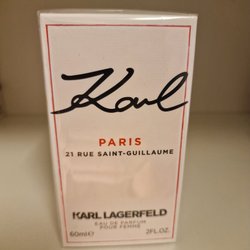 Karl
PARIS
21 RUE SAINT-GUILLAUME
KARL LAGERFELD
EAU DE PARFUM
POUR FEMME
60ml ℮ 2FL.OZ.